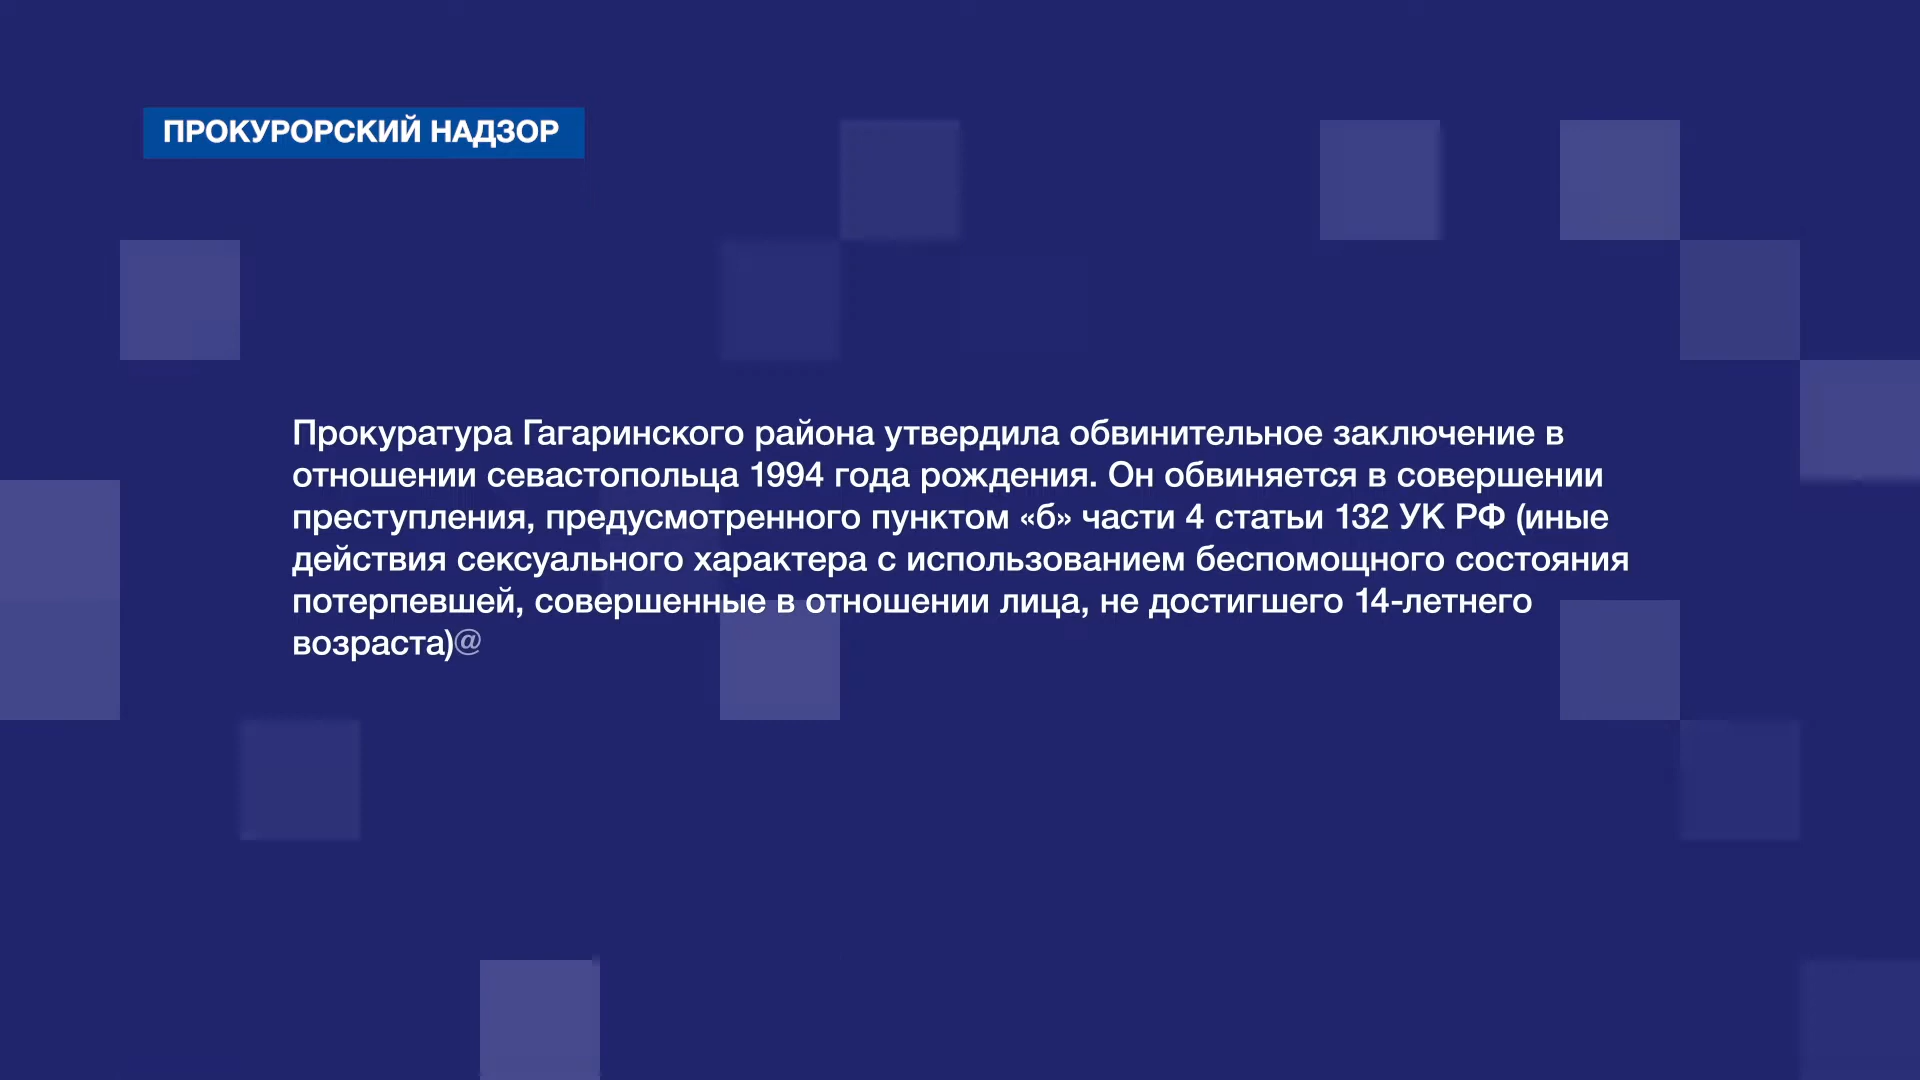 ПРОКУРОРСКИЙ НАДЗОР
Прокуратура Гагаринского района утвердила обвинительное заключение в
отношении севастопольца 1994 года рождения. Он обвиняется в совершении
преступления, предусмотренного пунктом «б» части 4 статьи 132 УК РФ (иные
действия сексуального характера с использованием беспомощного состояния
потерпевшей, совершенные в отношении лица, не достигшего 14-летнего
возраста)@